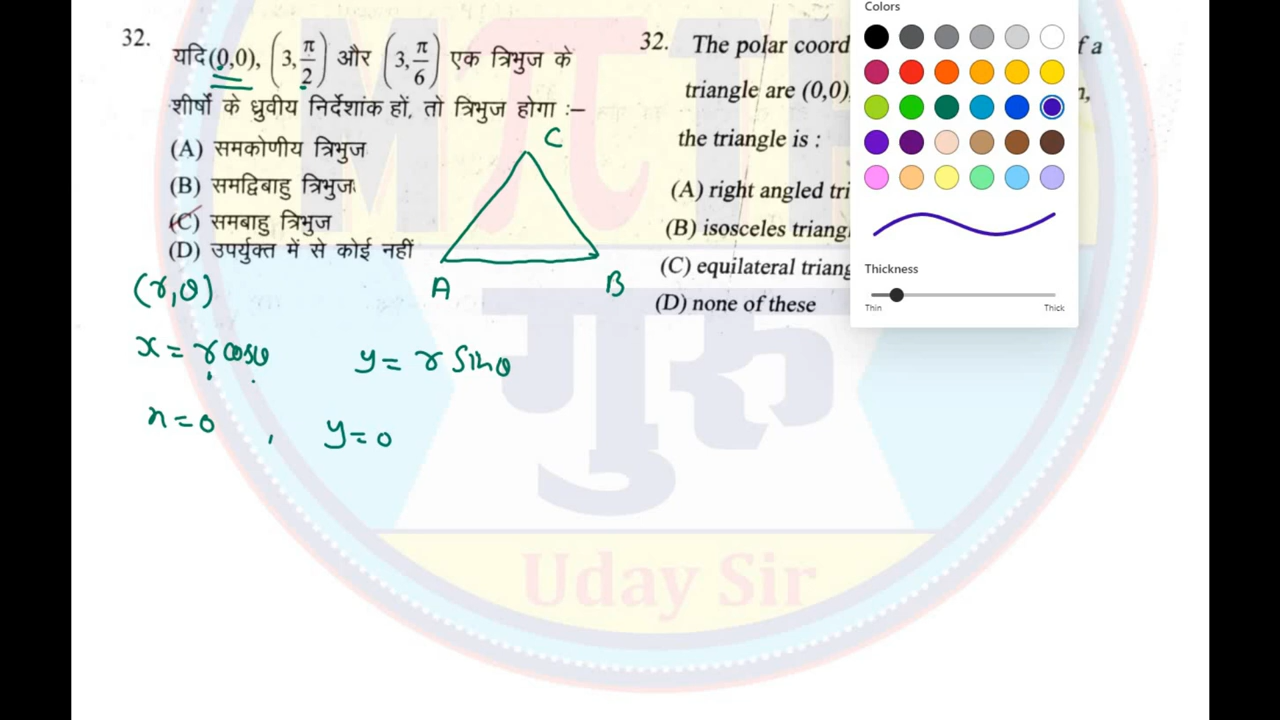 32.
यदि (0,0), (3, π/2) और (3, π/6) एक त्रिभुज के
शीर्षों के ध्रुवीय निर्देशांक हों, तो त्रिभुज होगा :–
(A) समकोणीय त्रिभुज
(B) समद्विबाहु त्रिभुज
(C) समबाहु त्रिभुज
(D) उपर्युक्त में से कोई नहीं
C
A
B
(r,θ)
x = r cosθ
y = r sinθ
x = 0 , y = 0
32. The polar coord
f a
triangle are (0,0)
the triangle is :
(A) right angled tri
(B) isosceles triang
(C) equilateral triang
(D) none of these
Colors
Thickness
Thin
Thick
गुरु
Uday Sir